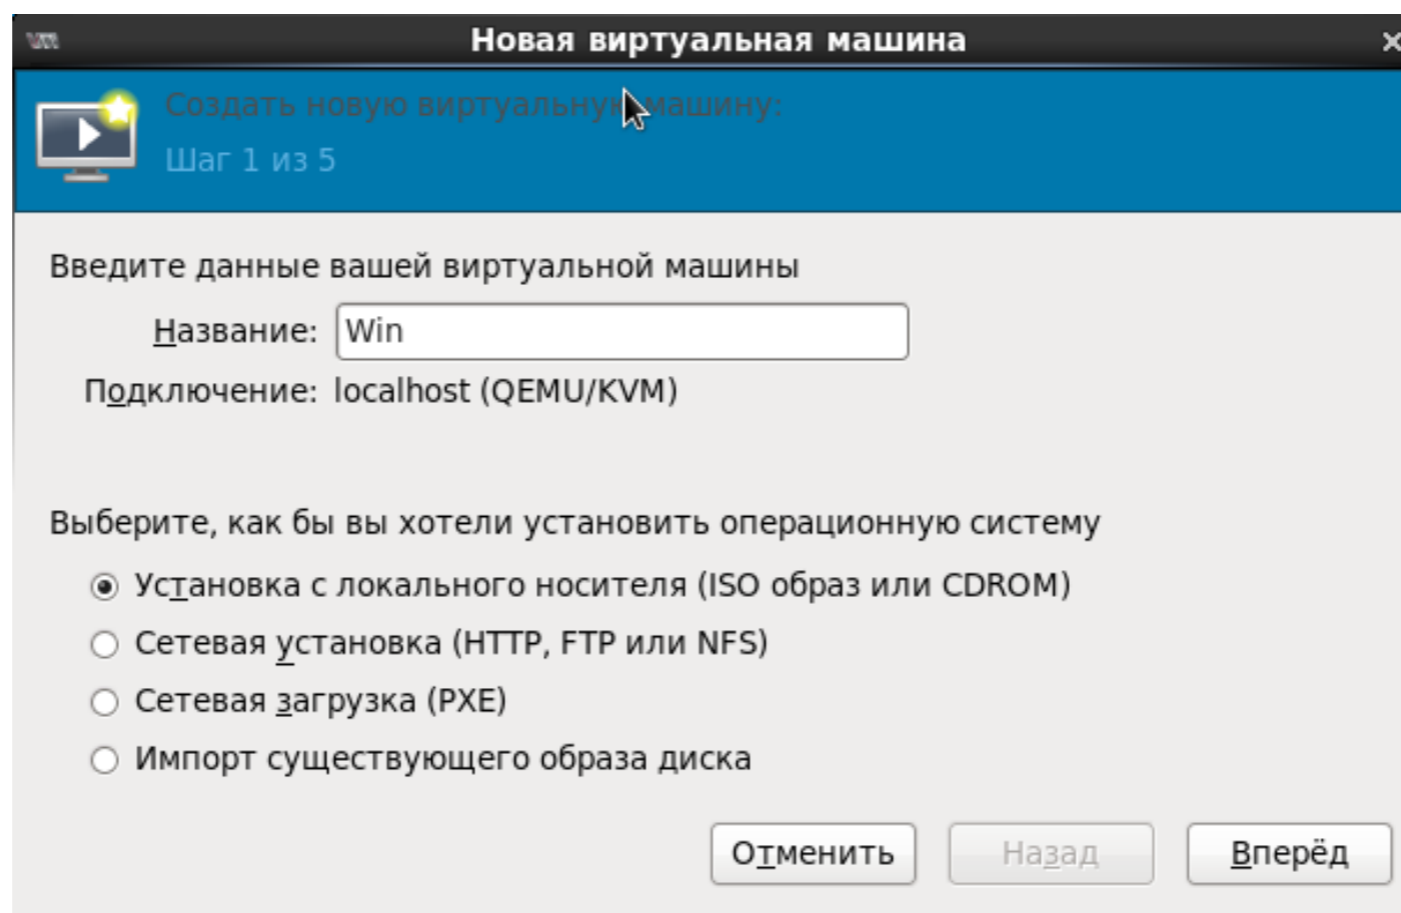 Новая виртуальная машина
Создать новую виртуальную машину:
Шаг 1 из 5
Введите данные вашей виртуальной машины
Название: Win
Подключение: localhost (QEMU/KVM)
Выберите, как бы вы хотели установить операционную систему
Установка с локального носителя (ISO образ или CDROM)
Сетевая установка (HTTP, FTP или NFS)
Сетевая загрузка (PXE)
Импорт существующего образа диска
Отменить Назад Вперёд